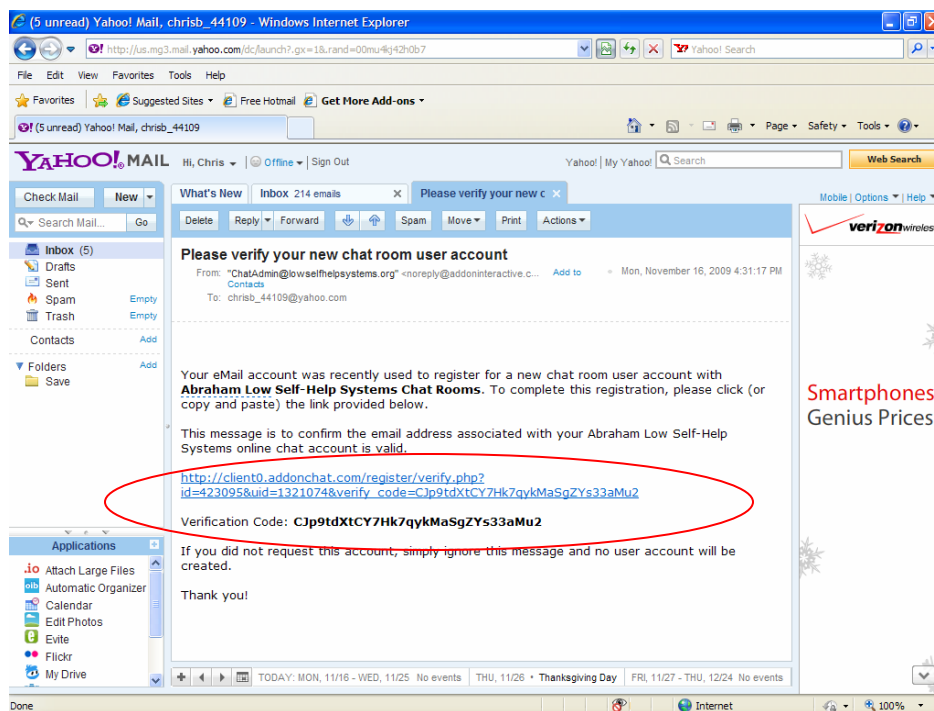 (5 unread) Yahoo! Mail, chrisb_44109 - Windows Internet Explorer
http://us.mg3.mail.yahoo.com/dc/launch?.gx=1&.rand=00mu4kj42h0b7
Yahoo! Search
File Edit View Favorites Tools Help
Favorites Suggested Sites Free Hotmail Get More Add-ons
(5 unread) Yahoo! Mail, chrisb_44109
Page Safety Tools
YAHOO! MAIL Hi, Chris Offline Sign Out Yahoo! My Yahoo! Search Web Search
Check Mail New What's New Inbox 214 emails Please verify your new c Mobile | Options | Help
Search Mail... Go Delete Reply Forward Spam Move Print Actions
verizonwireles
Inbox (5)
Drafts
Sent
Spam Empty
Trash Empty
Contacts Add
Folders Add
Save
Please verify your new chat room user account
From: "ChatAdmin@lowselfhelpsystems.org" <noreply@addoninteractive.c... Add to Contacts Mon, November 16, 2009 4:31:17 PM
To: chrisb_44109@yahoo.com
Your eMail account was recently used to register for a new chat room user account with
Abraham Low Self-Help Systems Chat Rooms. To complete this registration, please click (or
copy and paste) the link provided below.
This message is to confirm the email address associated with your Abraham Low Self-Help
Systems online chat account is valid.
http://client0.addonchat.com/register/verify.php?
id=423095&uid=1321074&verify_code=CJp9tdXtCY7Hk7qykMaSgZYs33aMu2
Verification Code: CJp9tdXtCY7Hk7qykMaSgZYs33aMu2
If you did not request this account, simply ignore this message and no user account will be
created.
Thank you!
Smartphones
Genius Prices
Applications
.io Attach Large Files
oib Automatic Organizer
Calendar
Edit Photos
Evite
Flickr
My Drive
TODAY: MON, 11/16 - WED, 11/25 No events THU, 11/26 • Thanksgiving Day FRI, 11/27 - THU, 12/24 No events
Done Internet 100%